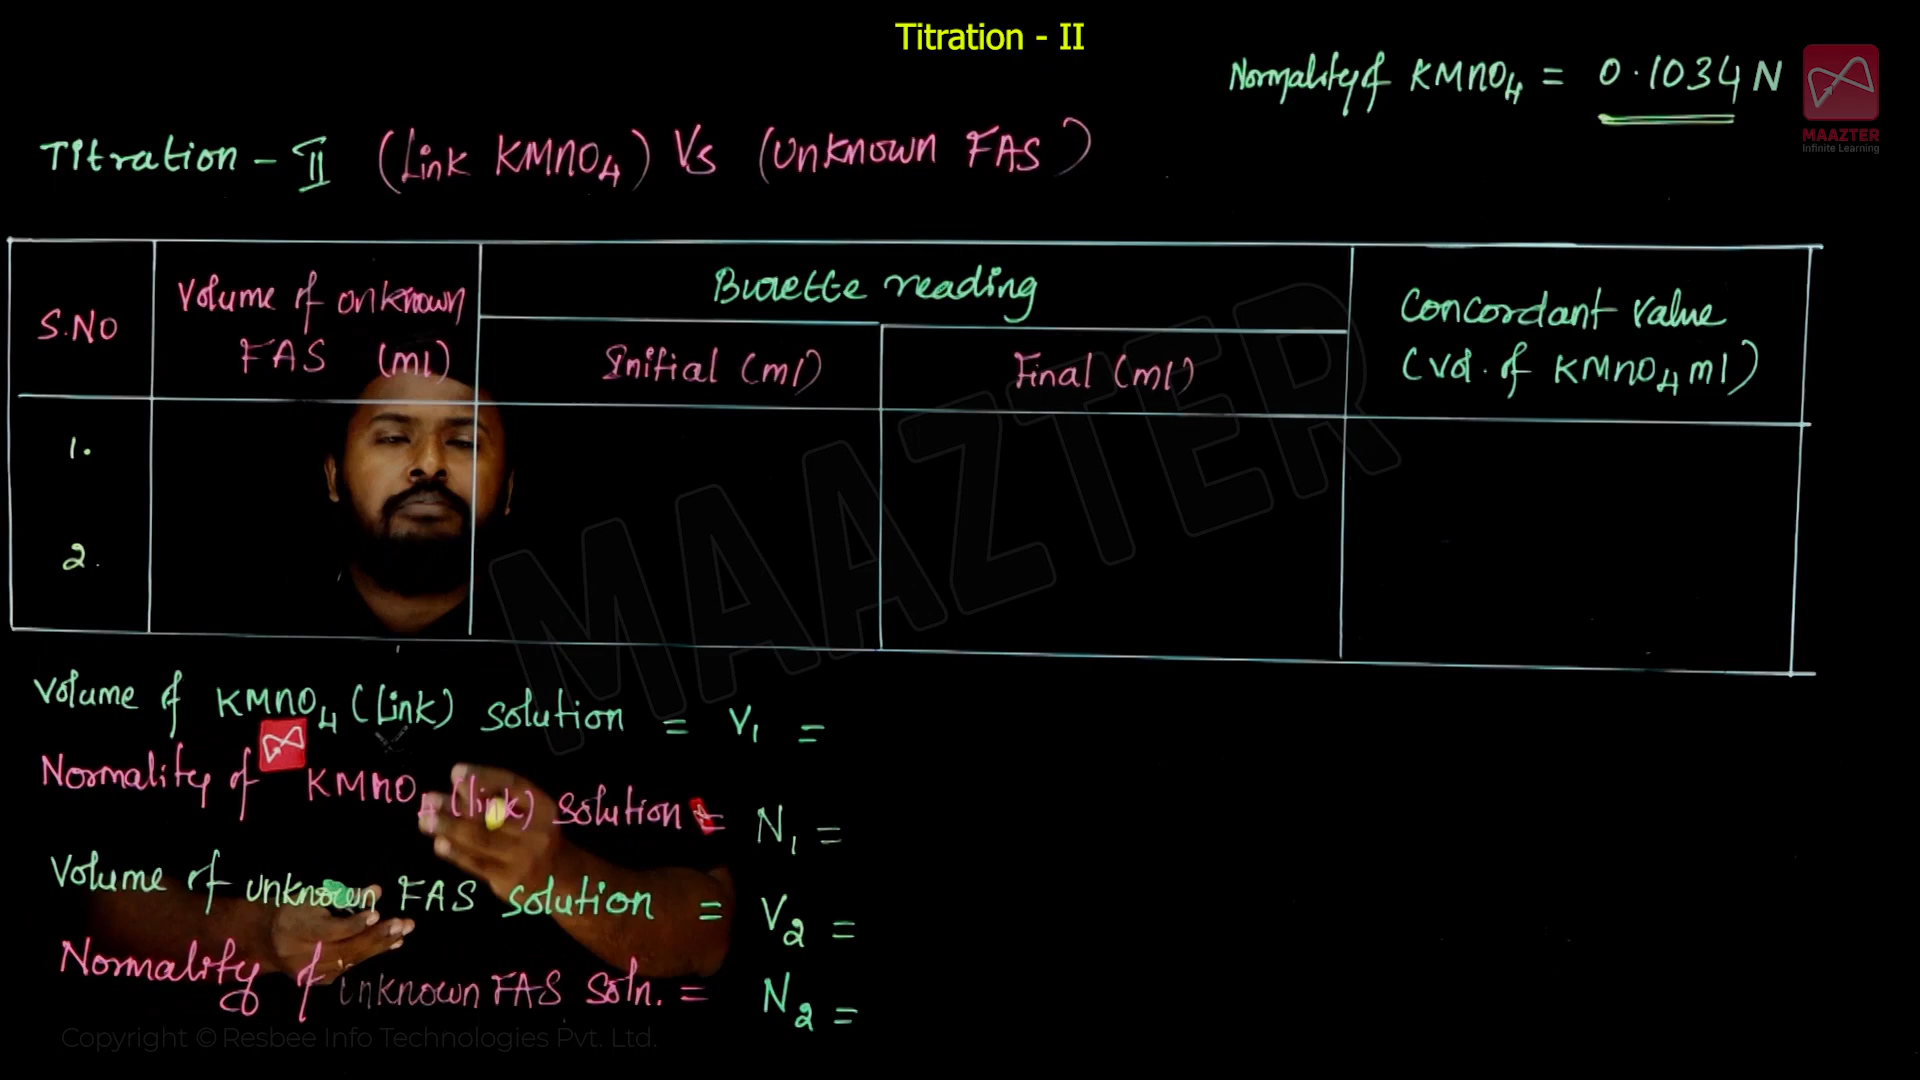 Titration - II
Normality of KMnO4 = 0.1034 N
MAAZTER
Infinite Learning
Titration - II (Link KMnO4) Vs (Unknown FAS)
S.NO
Volume of unknown
FAS (ml)
Burette reading
Initial (ml)
Final (ml)
Concordant value
(Vol. of KMnO4 ml)
1.
2.
MAAZTER
Volume of KMnO4 (Link) solution = V1 =
Normality of KMnO4 (link) solution = N1 =
Volume of unknown FAS solution = V2 =
Normality of unknown FAS soln. = N2 =
Copyright © Resbee Info Technologies Pvt. Ltd.